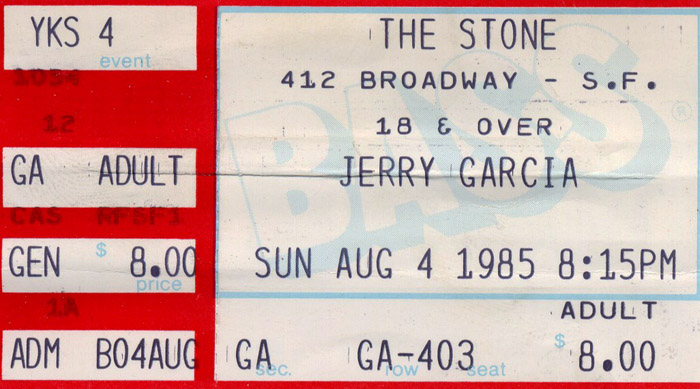 YKS 4
event
1054
12
GA ADULT
CAS RFSF1
GEN $ 8.00
price
1A
ADM B04AUG
BASS®
THE STONE
412 BROADWAY - S.F.
18 & OVER
JERRY GARCIA
SUN AUG 4 1985 8:15PM
ADULT
GA GA-403 $ 8.00
sec. row seat